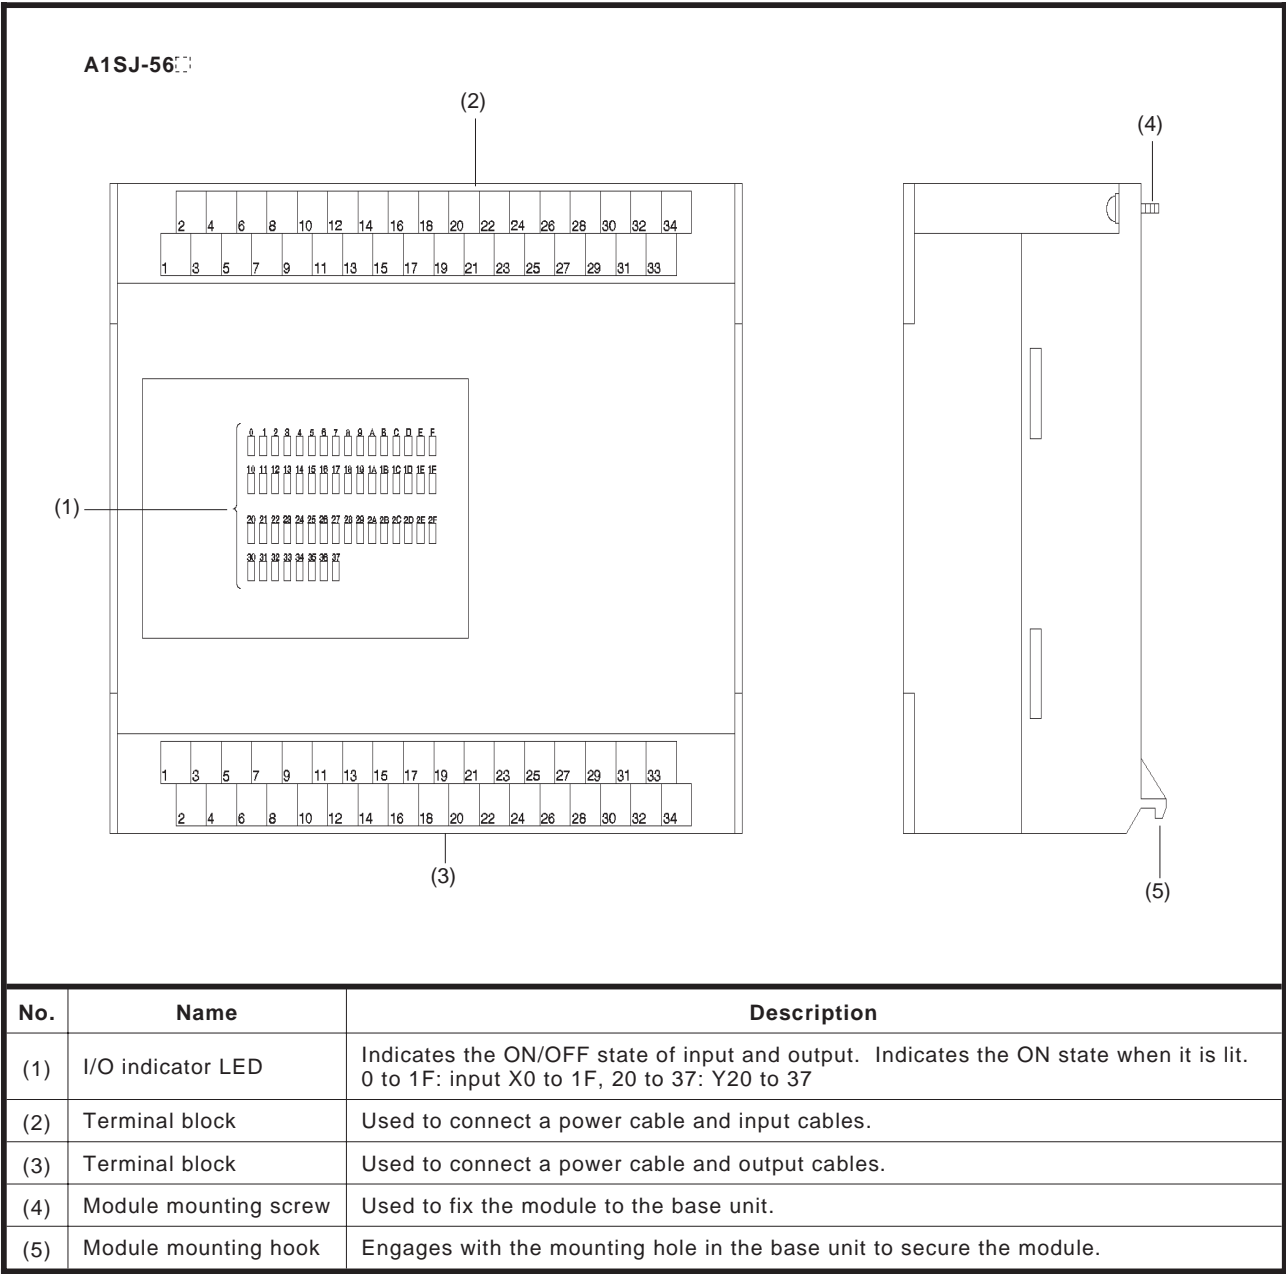 A1SJ-56
(2)
(4)
2 4 6 8 10 12 14 16 18 20 22 24 26 28 30 32 34
1 3 5 7 9 11 13 15 17 19 21 23 25 27 29 31 33
0 1 2 3 4 5 6 7 8 9 A B C D E F
10 11 12 13 14 15 16 17 18 19 1A 1B 1C 1D 1E 1F
(1)
20 21 22 23 24 25 26 27 28 29 2A 2B 2C 2D 2E 2F
30 31 32 33 34 35 36 37
1 3 5 7 9 11 13 15 17 19 21 23 25 27 29 31 33
2 4 6 8 10 12 14 16 18 20 22 24 26 28 30 32 34
(3)
(5)
No. Name Description
(1) I/O indicator LED Indicates the ON/OFF state of input and output. Indicates the ON state when it is lit.
0 to 1F: input X0 to 1F, 20 to 37: Y20 to 37
(2) Terminal block Used to connect a power cable and input cables.
(3) Terminal block Used to connect a power cable and output cables.
(4) Module mounting screw Used to fix the module to the base unit.
(5) Module mounting hook Engages with the mounting hole in the base unit to secure the module.